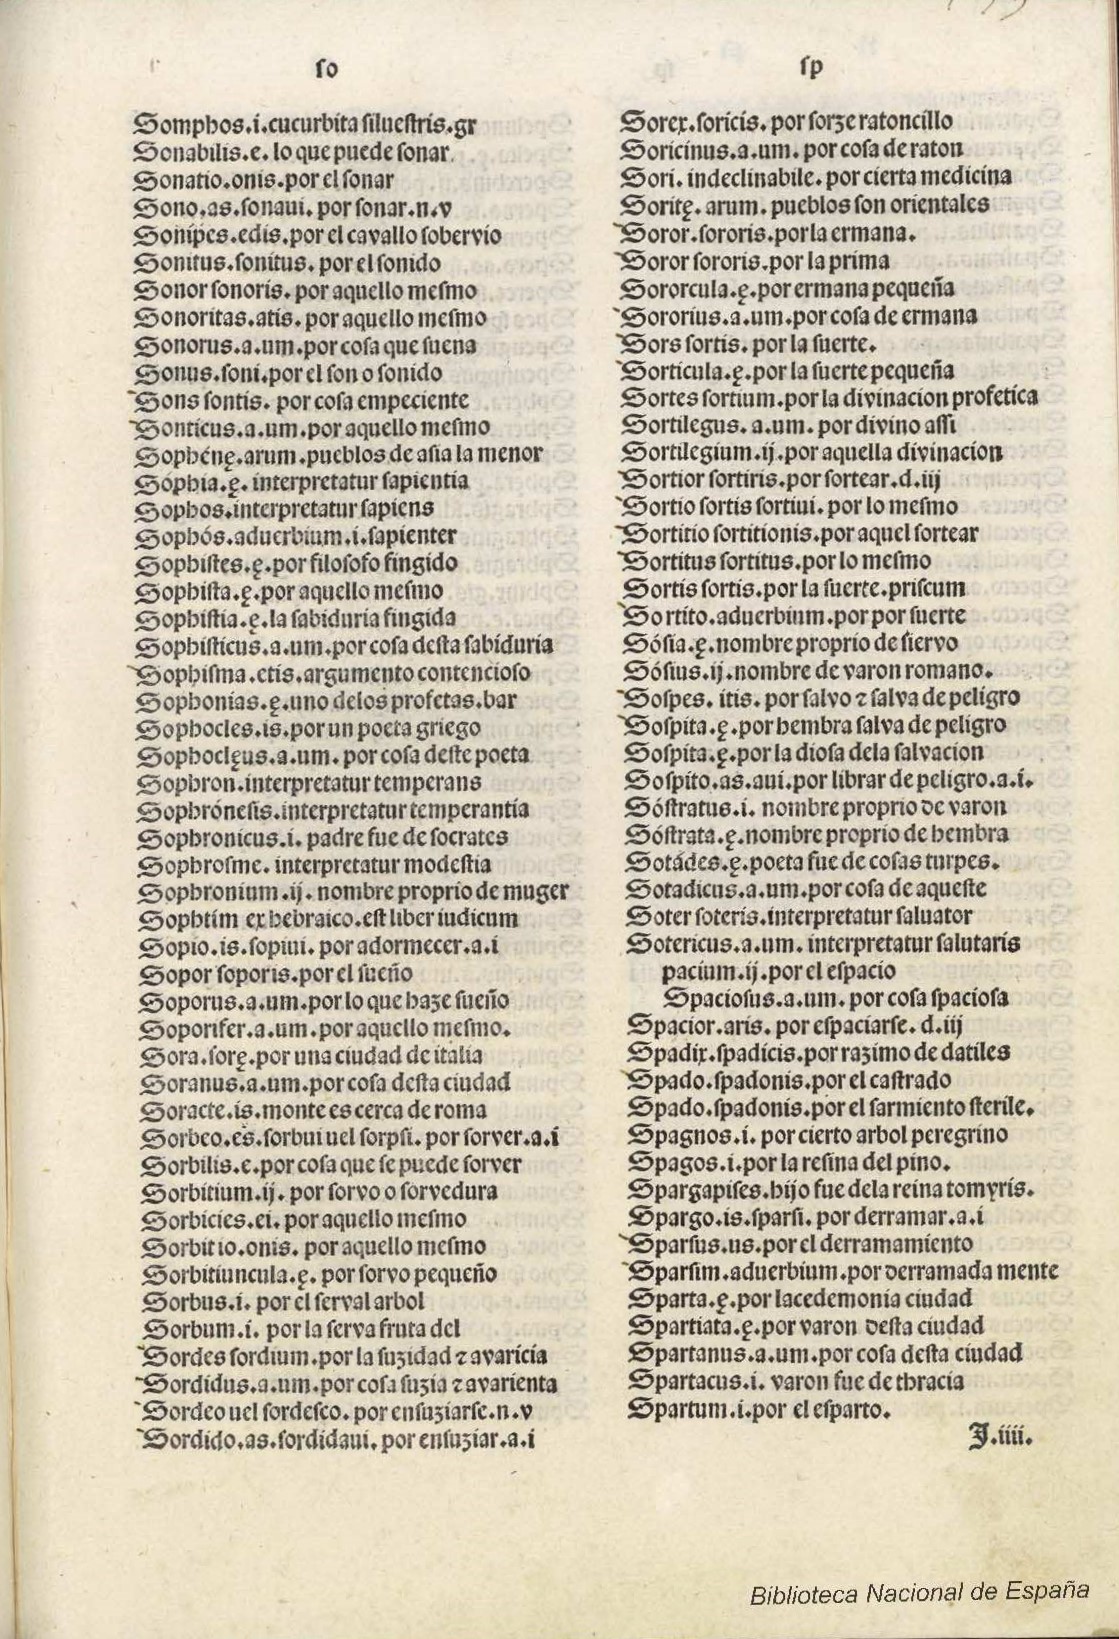 ſo
Somphos.i.cucurbita ſilueſtris.gr
Sonabilis.e. lo que puede ſonar
Sonatio.onis.por el ſonar
Sono.as.ſonaui. por ſonar.n.v
Sonípes.edis.por el cavallo ſobervio
Sonitus.ſonitus. por el ſonido
Sonor ſonoris. por aquello meſmo
Sonoritas.atis. por aquello meſmo
Sonorus.a.um.por coſa que ſuena
Sonus.ſoni.por el ſon o ſonido
Sons ſontis. por coſa empeciente
Sonticus.a.um.por aquello meſmo
Sophénę.arum.pueblos de aſia la menor
Sophia.ę. interpretatur ſapientia
Sophos.interpretatur ſapiens
Sophós.aduerbium.i.ſapienter
Sophiſtes.ę.por filoſofo fingido
Sophiſta.ę.por aquello meſmo
Sophiſtia.ę.la ſabiduria fingida
Sophiſticus.a.um.por coſa deſta ſabiduria
Sophiſma.etis.argumento contencioſo
Sophonias.ę.uno delos profetas.bar
Sophocles.is.por un poeta griego
Sophoclęus.a.um. por coſa deſte poeta
Sophron.interpretatur temperans
Sophróneſis.interpretatur temperantia
Sophronicus.i. padre fue de ſocrates
Sophroſme. interpretatur modeſtia
Sophronium.ij. nombre proprio de muger
Sophtim ex hebraico.eſt liber iudicum
Sopio.is.ſopiui. por adormecer.a.i
Sopor ſoporis.por el ſueño
Soporus.a.um.por lo que haze ſueño
Soporifer.a.um.por aquello meſmo.
Sora.ſorę.por una ciudad de italia
Soranus.a.um.por coſa deſta ciudad
Soracte.is.monte es cerca de roma
Sorbeo.es.ſorbui uel ſorpſi. por ſorver.a.i
Sorbilis.e.por coſa que ſe puede ſorver
Sorbitium.ij. por ſorvo o ſorvedura
Sorbicies.ei. por aquello meſmo
Sorbitio.onis. por aquello meſmo
Sorbitiuncula.ę. por ſorvo pequeño
Sorbus.i. por el ſerval arbol
Sorbum.i. por la ſerva fruta del
Sordes ſordium.por la ſuzidad ⁊ avaricia
Sordidus.a.um.por coſa ſuzia ⁊ avarienta
Sordeo uel ſordeſco. por enſuziarſe.n.v
Sordido.as.ſordidaui. por enſuziar.a.i
ſp
Sorex.ſoricis. por ſorze ratoncillo
Soricinus.a.um. por coſa de raton
Sori. indeclinabile. por cierta medicina
Soritę. arum. pueblos ſon orientales
Soror.ſororis.por la ermana.
Soror ſororis.por la prima
Sororcula.ę.por ermana pequeña
Sororius.a.um.por coſa de ermana
Sors ſortis. por la ſuerte.
Sorticula.ę.por la ſuerte pequeña
Sortes ſortium.por la divinacion profetica
Sortilegus. a.um. por divino aſſi
Sortilegium.ij.por aquella divinacion
Sortior ſortiris.por ſortear.d.iij
Sortio ſortis ſortiui. por lo meſmo
Sortitio ſortitionis.por aquel ſortear
Sortitus ſortitus.por lo meſmo
Sortis ſortis.por la ſuerte.priſcum
Sortito.aduerbium.por por ſuerte
Sóſia.ę.nombre proprio de ſiervo
Sóſius.ij.nombre de varon romano.
Soſpes. itis. por ſalvo ⁊ ſalva de peligro
Soſpita.ę.por hembra ſalva de peligro
Soſpita.ę.por la dioſa dela ſalvacion
Soſpito.as.aui.por librar de peligro.a.i.
Sóſtratus.i. nombre proprio de varon
Sóſtrata.ę.nombre proprio de hembra
Sotádes.ę.poeta fue de coſas turpes.
Sotadicus.a.um.por coſa de aqueſte
Soter ſoteris.interpretatur ſaluator
Sotericus.a.um. interpretatur ſalutaris
pacium.ij.por el eſpacio
Spacioſus.a.um. por coſa ſpacioſa
Spacior.aris. por eſpaciarſe. d.iij
Spadix.ſpadicis.por razimo de datiles
Spado.ſpadonis.por el caſtrado
Spado.ſpadonis.por el ſarmiento ſterile.
Spagnos.i. por cierto arbol peregrino
Spagos.i.por la reſina del pino.
Spargapiſes.hijo fue dela reina tomyris.
Spargo.is.ſparſi. por derramar.a.i
Sparſus.us.por el derramamiento
Sparſim.aduerbium.por derramada mente
Sparta.ę.por lacedemonia ciudad
Spartiata.ę.por varon deſta ciudad
Spartanus.a.um.por coſa deſta ciudad
Spartacus.i. varon fue de thracia
Spartum.i.por el eſparto.
J.iiii.
Biblioteca Nacional de España